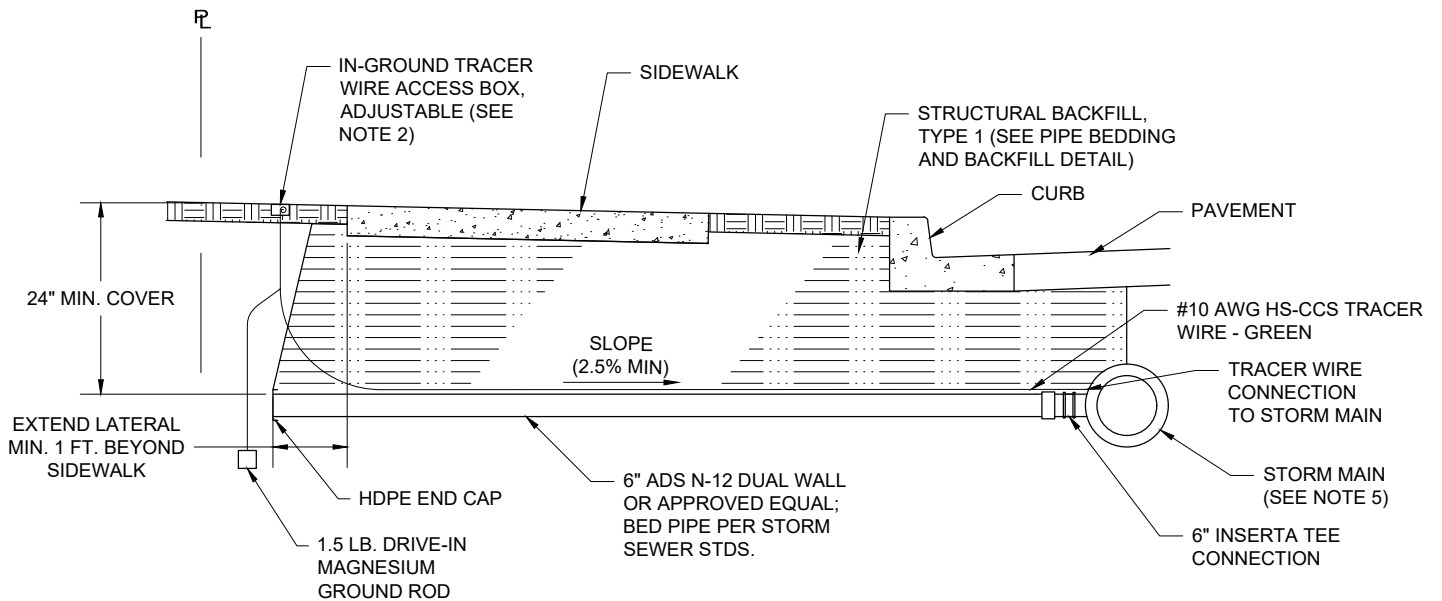 PL
IN-GROUND TRACER
WIRE ACCESS BOX,
ADJUSTABLE (SEE
NOTE 2)
SIDEWALK
STRUCTURAL BACKFILL,
TYPE 1 (SEE PIPE BEDDING
AND BACKFILL DETAIL)
CURB
PAVEMENT
24" MIN. COVER
#10 AWG HS-CCS TRACER
WIRE - GREEN
SLOPE
(2.5% MIN)
TRACER WIRE
CONNECTION
TO STORM MAIN
EXTEND LATERAL
MIN. 1 FT. BEYOND
SIDEWALK
HDPE END CAP
6" ADS N-12 DUAL WALL
OR APPROVED EQUAL;
BED PIPE PER STORM
SEWER STDS.
STORM MAIN
(SEE NOTE 5)
6" INSERTA TEE
CONNECTION
1.5 LB. DRIVE-IN
MAGNESIUM
GROUND ROD